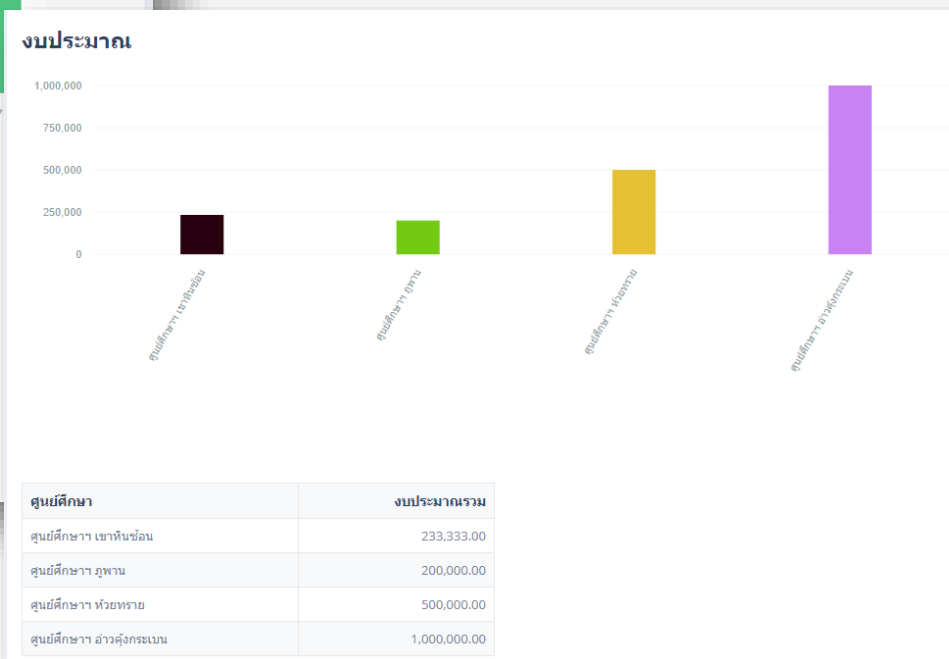 งบประมาณ
1,000,000
750,000
500,000
250,000
0
ศูนย์ศึกษาฯ เขาหินซ้อน
ศูนย์ศึกษาฯ ภูพาน
ศูนย์ศึกษาฯ ห้วยทราย
ศูนย์ศึกษาฯ อ่าวคุ้งกระเบน
ศูนย์ศึกษา งบประมาณรวม
ศูนย์ศึกษาฯ เขาหินซ้อน 233,333.00
ศูนย์ศึกษาฯ ภูพาน 200,000.00
ศูนย์ศึกษาฯ ห้วยทราย 500,000.00
ศูนย์ศึกษาฯ อ่าวคุ้งกระเบน 1,000,000.00